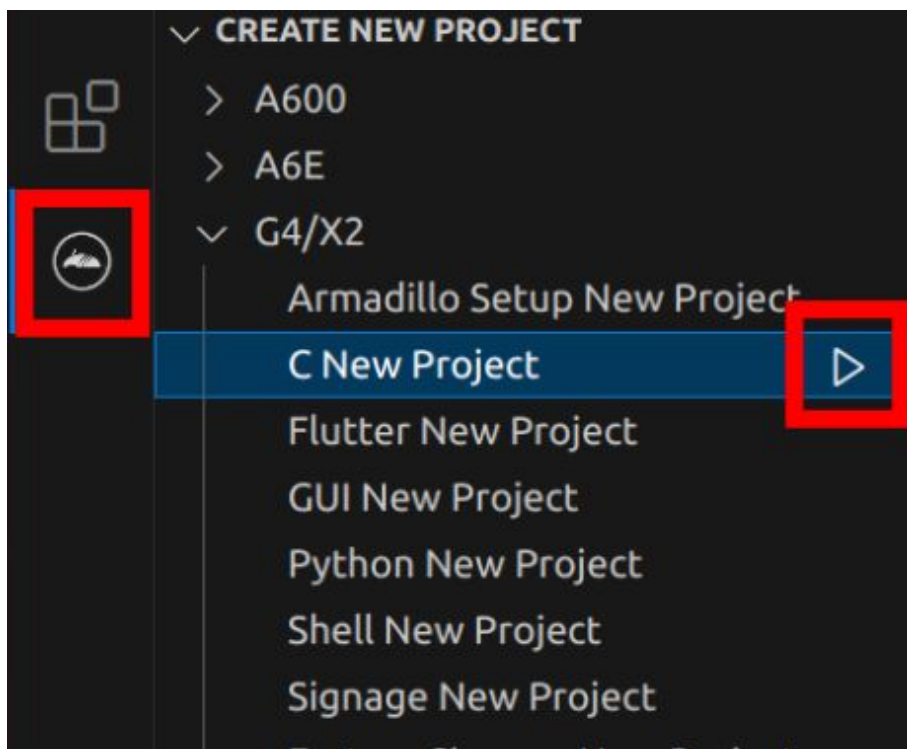 CREATE NEW PROJECT
A600
A6E
G4/X2
Armadillo Setup New Project
C New Project
Flutter New Project
GUI New Project
Python New Project
Shell New Project
Signage New Project